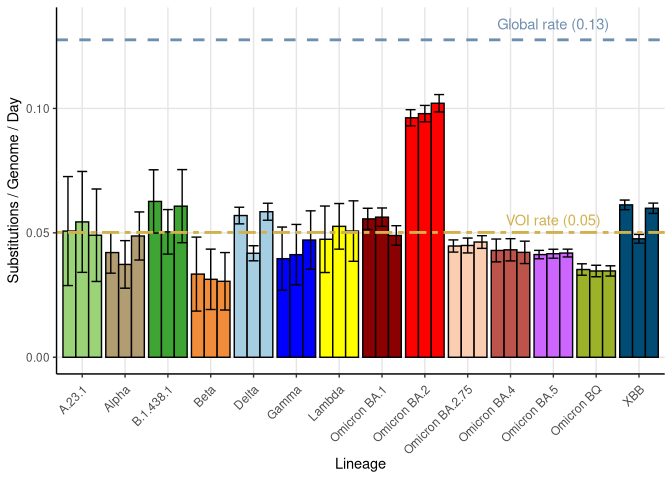 Global rate (0.13)
0.10
VOI rate (0.05)
0.05
0.00
Substitutions / Genome / Day
A.23.1
Alpha
B.1.438.1
Beta
Delta
Gamma
Lambda
Omicron BA.1
Omicron BA.2
Omicron BA.2.75
Omicron BA.4
Omicron BA.5
Omicron BQ
XBB
Lineage